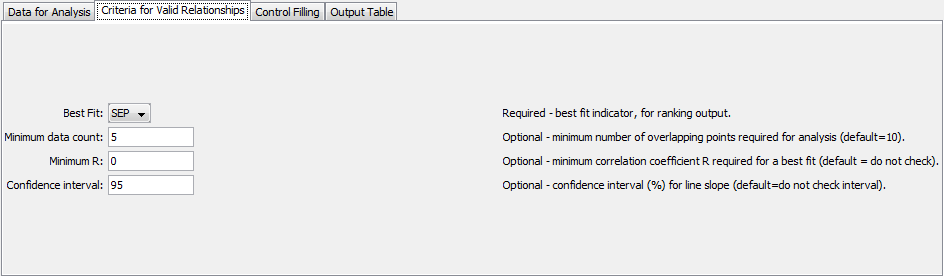 Data for Analysis Criteria for Valid Relationships Control Filling Output Table
Best Fit: SEP Required - best fit indicator, for ranking output.
Minimum data count: 5 Optional - minimum number of overlapping points required for analysis (default=10).
Minimum R: 0 Optional - minimum correlation coefficient R required for a best fit (default = do not check).
Confidence interval: 95 Optional - confidence interval (%) for line slope (default=do not check interval).